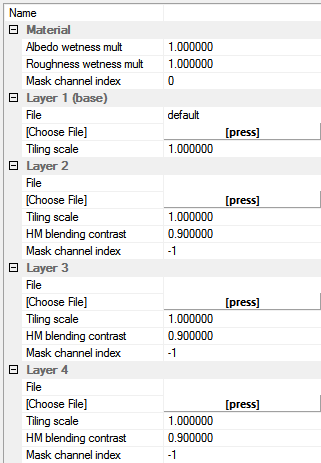 Name
Material
Albedo wetness mult 1.000000
Roughness wetness mult 1.000000
Mask channel index 0
Layer 1 (base)
File default
[Choose File] [press]
Tiling scale 1.000000
Layer 2
File
[Choose File] [press]
Tiling scale 1.000000
HM blending contrast 0.900000
Mask channel index -1
Layer 3
File
[Choose File] [press]
Tiling scale 1.000000
HM blending contrast 0.900000
Mask channel index -1
Layer 4
File
[Choose File] [press]
Tiling scale 1.000000
HM blending contrast 0.900000
Mask channel index -1